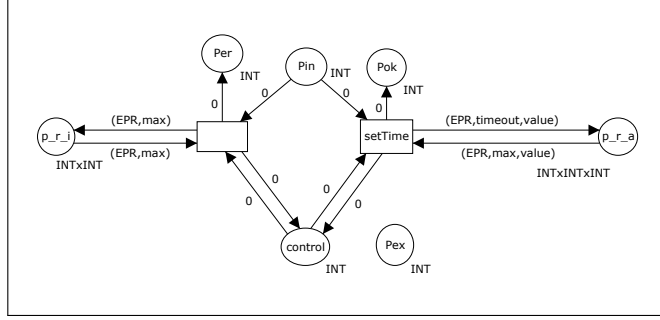 Per
Pin
Pok
INT
INT
INT
0
0
0
0
p_r_i
(EPR,max)
(EPR,max)
INTxINT
setTime
(EPR,timeout,value)
(EPR,max,value)
p_r_a
INTxINTxINT
0
0
0
0
control
INT
Pex
INT